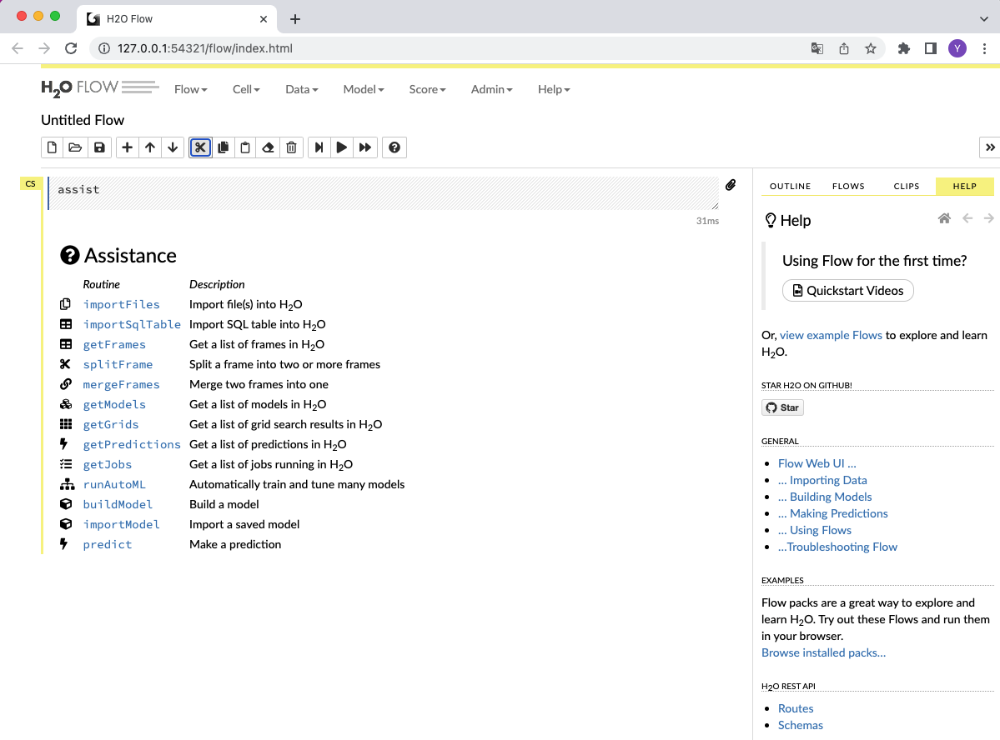 H2O Flow
127.0.0.1:54321/flow/index.html
Y
H2O FLOW Flow Cell Data Model Score Admin Help
Untitled Flow
CS
assist
31ms
Assistance
Routine Description
importFiles Import file(s) into H2O
importSqlTable Import SQL table into H2O
getFrames Get a list of frames in H2O
splitFrame Split a frame into two or more frames
mergeFrames Merge two frames into one
getModels Get a list of models in H2O
getGrids Get a list of grid search results in H2O
getPredictions Get a list of predictions in H2O
getJobs Get a list of jobs running in H2O
runAutoML Automatically train and tune many models
buildModel Build a model
importModel Import a saved model
predict Make a prediction
OUTLINE FLOWS CLIPS HELP
Help
Using Flow for the first time?
Quickstart Videos
Or, view example Flows to explore and learn
H2O.
STAR H2O ON GITHUB!
Star
GENERAL
Flow Web UI ...
... Importing Data
... Building Models
... Making Predictions
... Using Flows
...Troubleshooting Flow
EXAMPLES
Flow packs are a great way to explore and
learn H2O. Try out these Flows and run them
in your browser.
Browse installed packs...
H2O REST API
Routes
Schemas